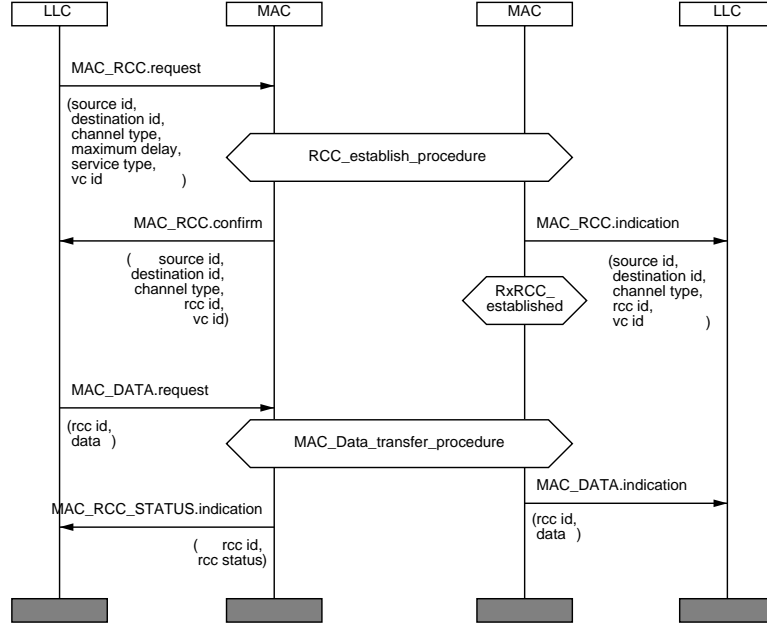 LLC
MAC
MAC
LLC
MAC_RCC.request
(source id,
destination id,
channel type,
maximum delay,
service type,
vc id )
RCC_establish_procedure
MAC_RCC.confirm
MAC_RCC.indication
( source id,
destination id,
channel type,
rcc id,
vc id)
(source id,
destination id,
channel type,
rcc id,
vc id )
RxRCC_
established
MAC_DATA.request
(rcc id,
data )
MAC_Data_transfer_procedure
MAC_DATA.indication
(rcc id,
data )
MAC_RCC_STATUS.indication
( rcc id,
rcc status)